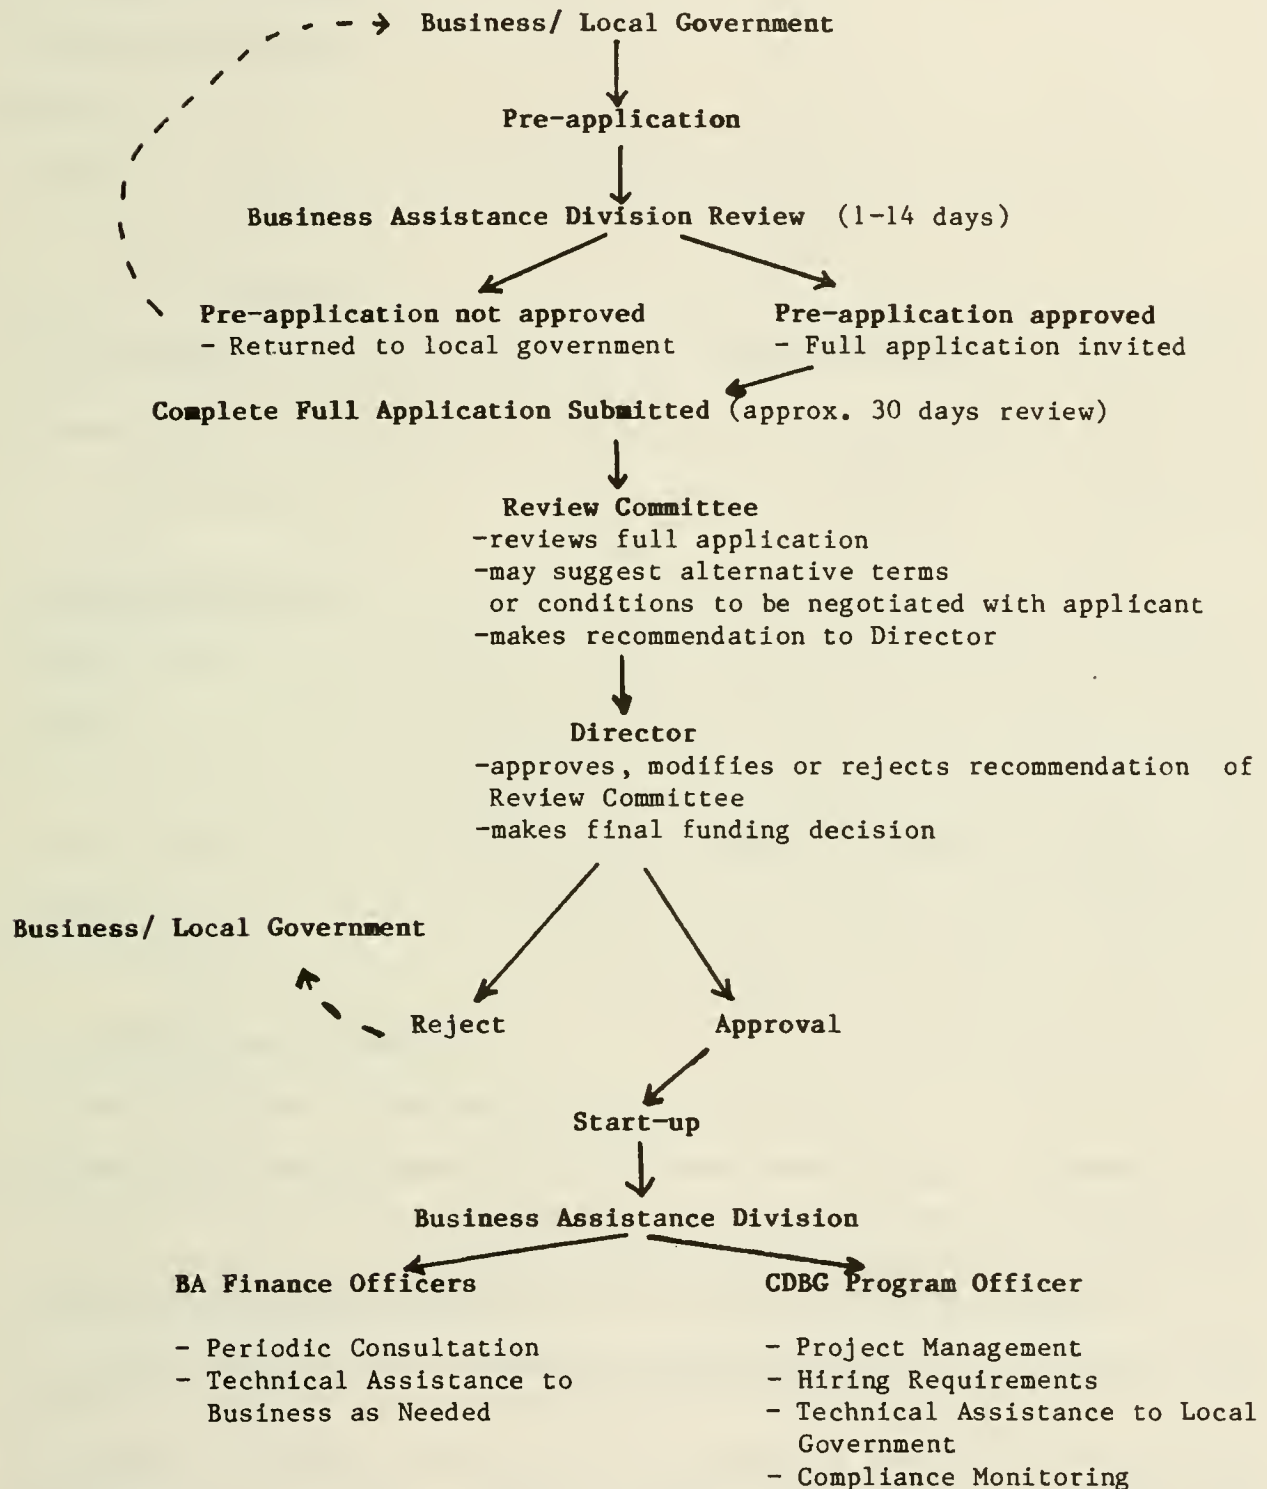 Business/ Local Government
Pre-application
Business Assistance Division Review (1-14 days)
Pre-application not approved
- Returned to local government
Pre-application approved
- Full application invited
Complete Full Application Submitted (approx. 30 days review)
Review Committee
-reviews full application
-may suggest alternative terms
or conditions to be negotiated with applicant
-makes recommendation to Director
Director
-approves, modifies or rejects recommendation of
Review Committee
-makes final funding decision
Business/ Local Government
Reject
Approval
Start-up
Business Assistance Division
BA Finance Officers
- Periodic Consultation
- Technical Assistance to
Business as Needed
CDBG Program Officer
- Project Management
- Hiring Requirements
- Technical Assistance to Local
Government
- Compliance Monitoring